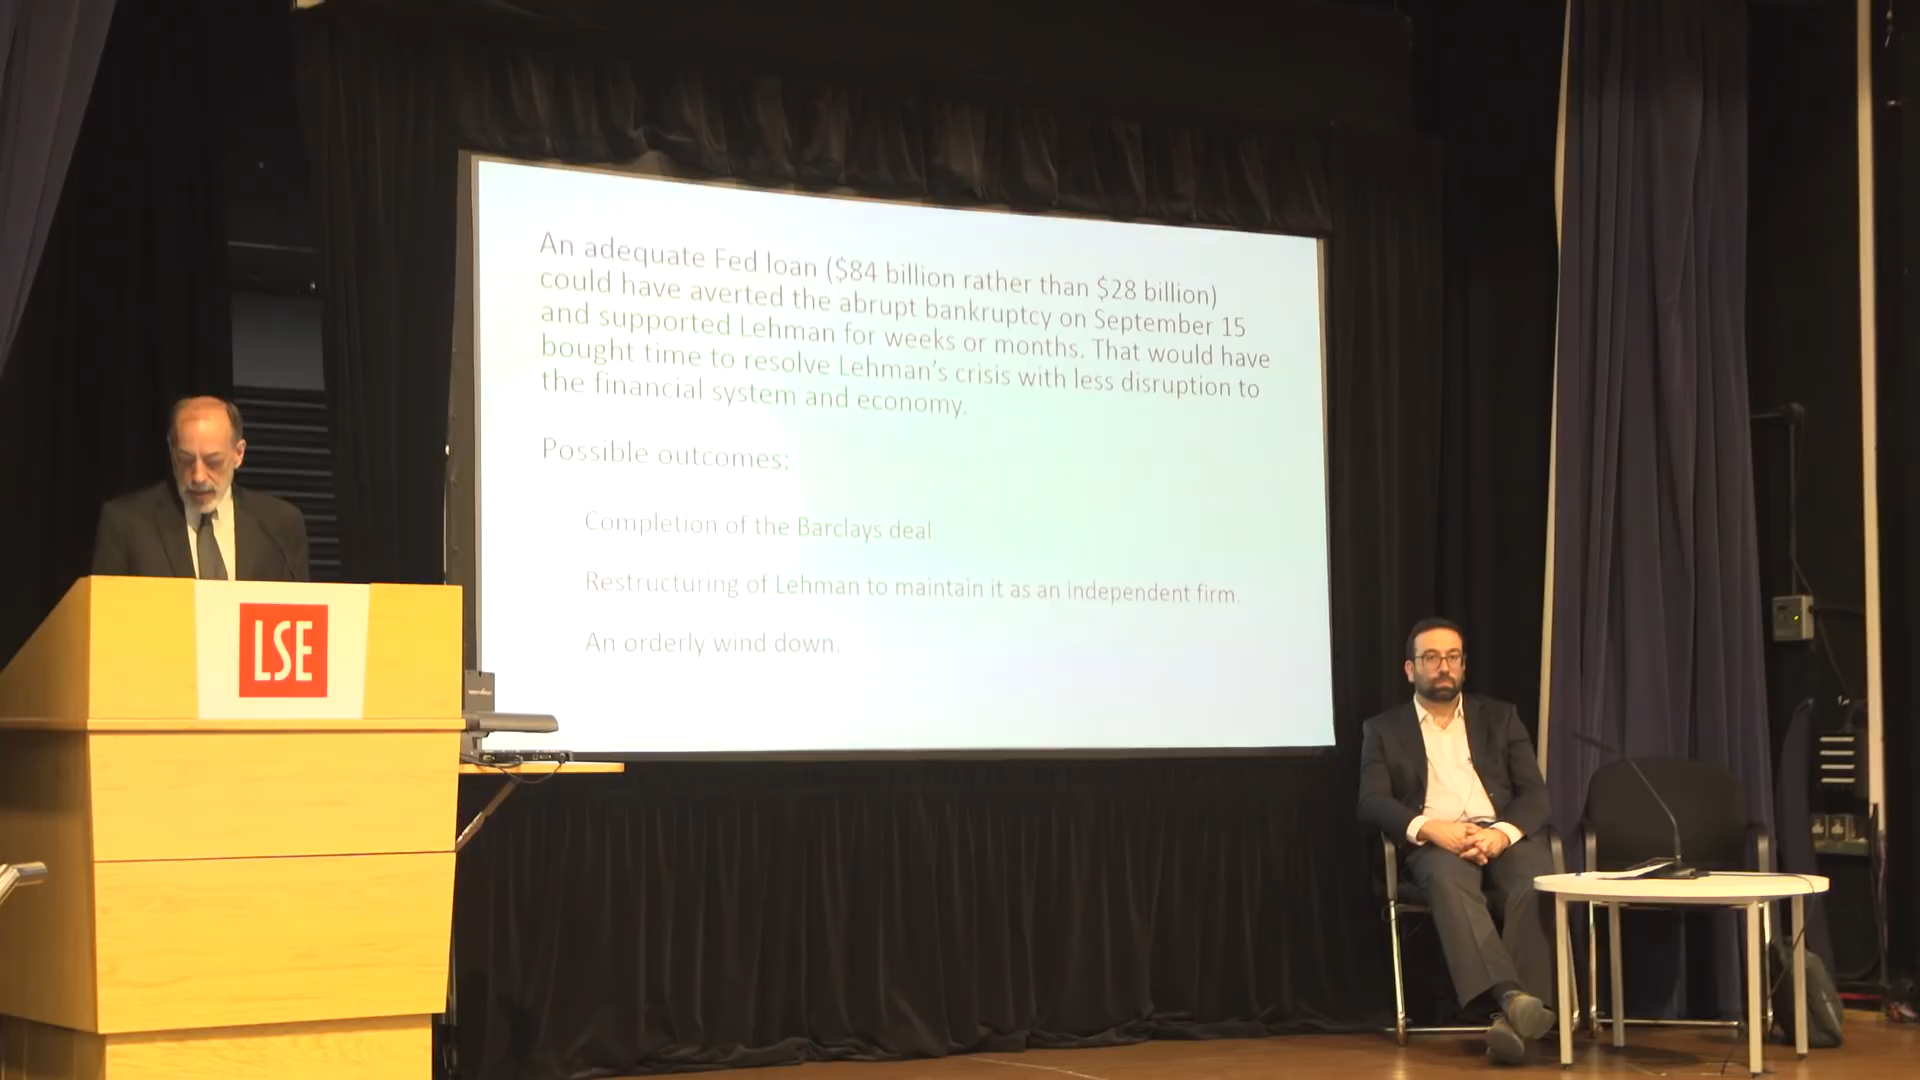 An adequate Fed loan ($84 billion rather than $28 billion)
could have averted the abrupt bankruptcy on September 15
and supported Lehman for weeks or months. That would have
bought time to resolve Lehman's crisis with less disruption to
the financial system and economy.
Possible outcomes:
Completion of the Barclays deal.
Restructuring of Lehman to maintain it as an independent firm.
An orderly wind down.
LSE